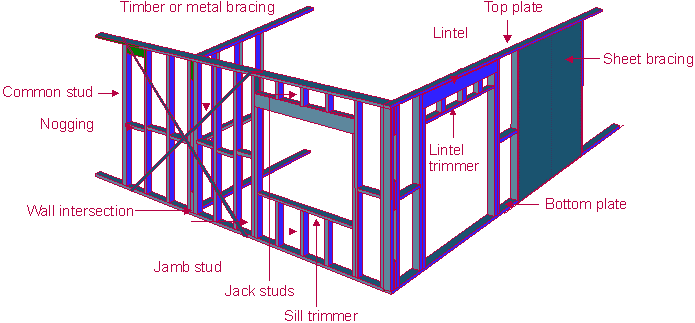 Timber or metal bracing
Top plate
Lintel
Sheet bracing
Common stud
Nogging
Lintel
trimmer
Wall intersection
Bottom plate
Jamb stud
Jack studs
Sill trimmer